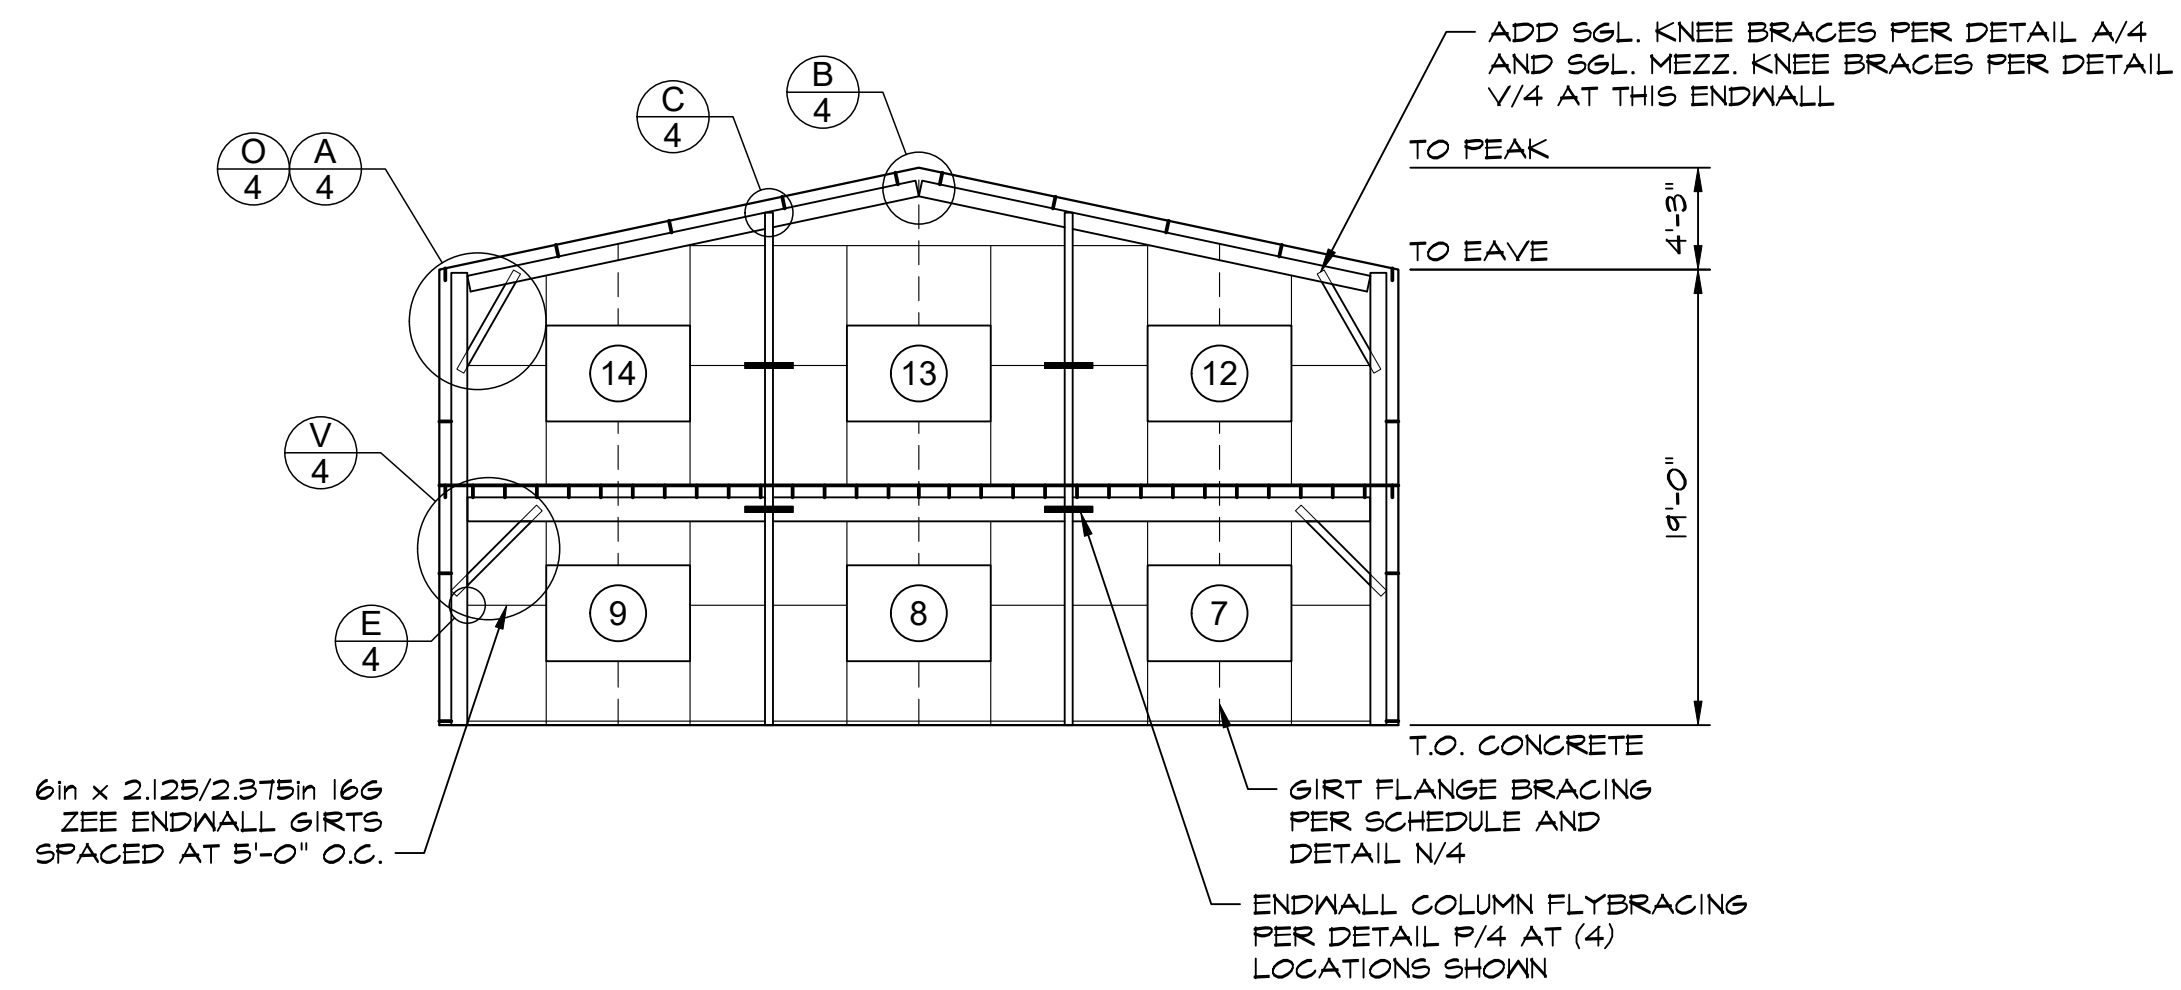 ADD SGL. KNEE BRACES PER DETAIL A/4
AND SGL. MEZZ. KNEE BRACES PER DETAIL
V/4 AT THIS ENDWALL
B
4
C
4
O
4
A
4
TO PEAK
4'-3"
TO EAVE
14
13
12
V
4
19'-0"
9
8
7
E
4
T.O. CONCRETE
6in x 2.125/2.375in 16G
ZEE ENDWALL GIRTS
SPACED AT 5'-0" O.C.
GIRT FLANGE BRACING
PER SCHEDULE AND
DETAIL N/4
ENDWALL COLUMN FLYBRACING
PER DETAIL P/4 AT (4)
LOCATIONS SHOWN